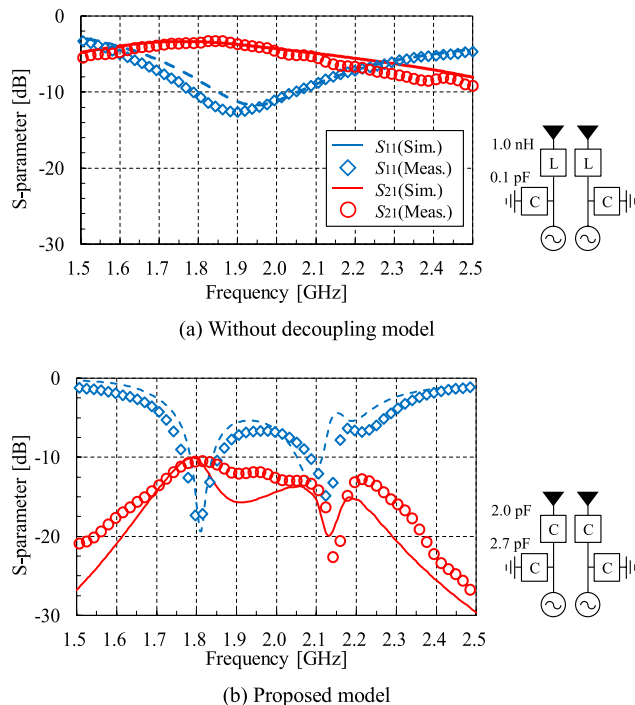 0
-10
-20
-30
S-parameter [dB]
1.5 1.6 1.7 1.8 1.9 2.0 2.1 2.2 2.3 2.4 2.5
Frequency [GHz]
S11(Sim.)
S11(Meas.)
S21(Sim.)
S21(Meas.)
1.0 nH
L L
0.1 pF
C C
(a) Without decoupling model
0
-10
-20
-30
S-parameter [dB]
1.5 1.6 1.7 1.8 1.9 2.0 2.1 2.2 2.3 2.4 2.5
Frequency [GHz]
2.0 pF
C C
2.7 pF
C C
(b) Proposed model